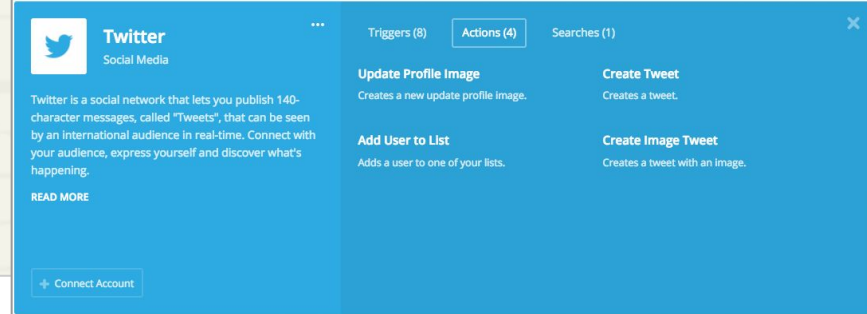 Twitter
Social Media
Twitter is a social network that lets you publish 140-
character messages, called "Tweets", that can be seen
by an international audience in real-time. Connect with
your audience, express yourself and discover what's
happening.
READ MORE
Connect Account
Triggers (8) Actions (4) Searches (1)
Update Profile Image
Creates a new update profile image.
Create Tweet
Creates a tweet.
Add User to List
Adds a user to one of your lists.
Create Image Tweet
Creates a tweet with an image.